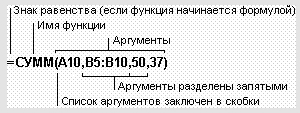 Знак равенства (если функция начинается формулой)
Имя функции
Аргументы
=СУММ(A10,B5:B10,50,37)
Аргументы разделены запятыми
Список аргументов заключен в скобки